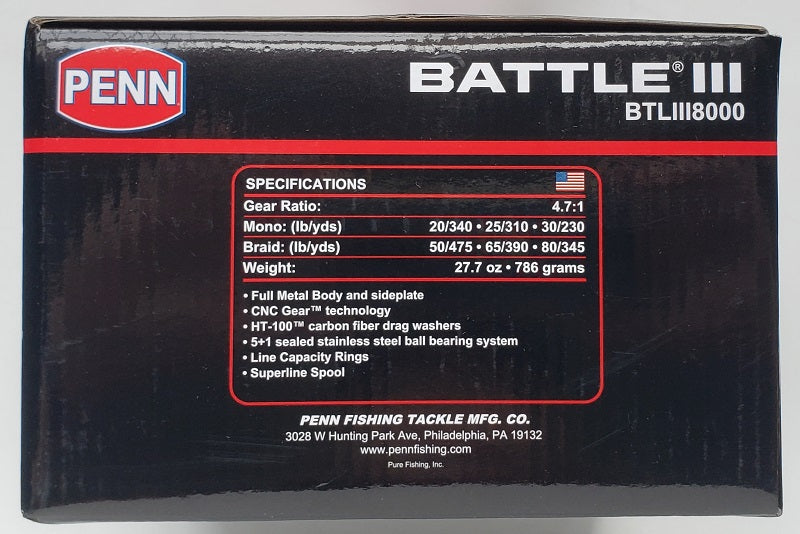 PENN
BATTLE® III
BTLIII8000
SPECIFICATIONS
Gear Ratio: 4.7:1
Mono: (lb/yds) 20/340 • 25/310 • 30/230
Braid: (lb/yds) 50/475 • 65/390 • 80/345
Weight: 27.7 oz • 786 grams
• Full Metal Body and sideplate
• CNC Gear™ technology
• HT-100™ carbon fiber drag washers
• 5+1 sealed stainless steel ball bearing system
• Line Capacity Rings
• Superline Spool
PENN FISHING TACKLE MFG. CO.
3028 W Hunting Park Ave, Philadelphia, PA 19132
www.pennfishing.com
Pure Fishing, Inc.